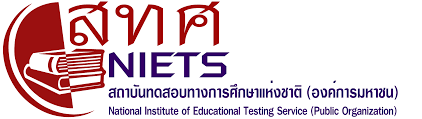 สทศ
NIETS
สถาบันทดสอบทางการศึกษาแห่งชาติ (องค์การมหาชน)
National Institute of Educational Testing Service (Public Organization)